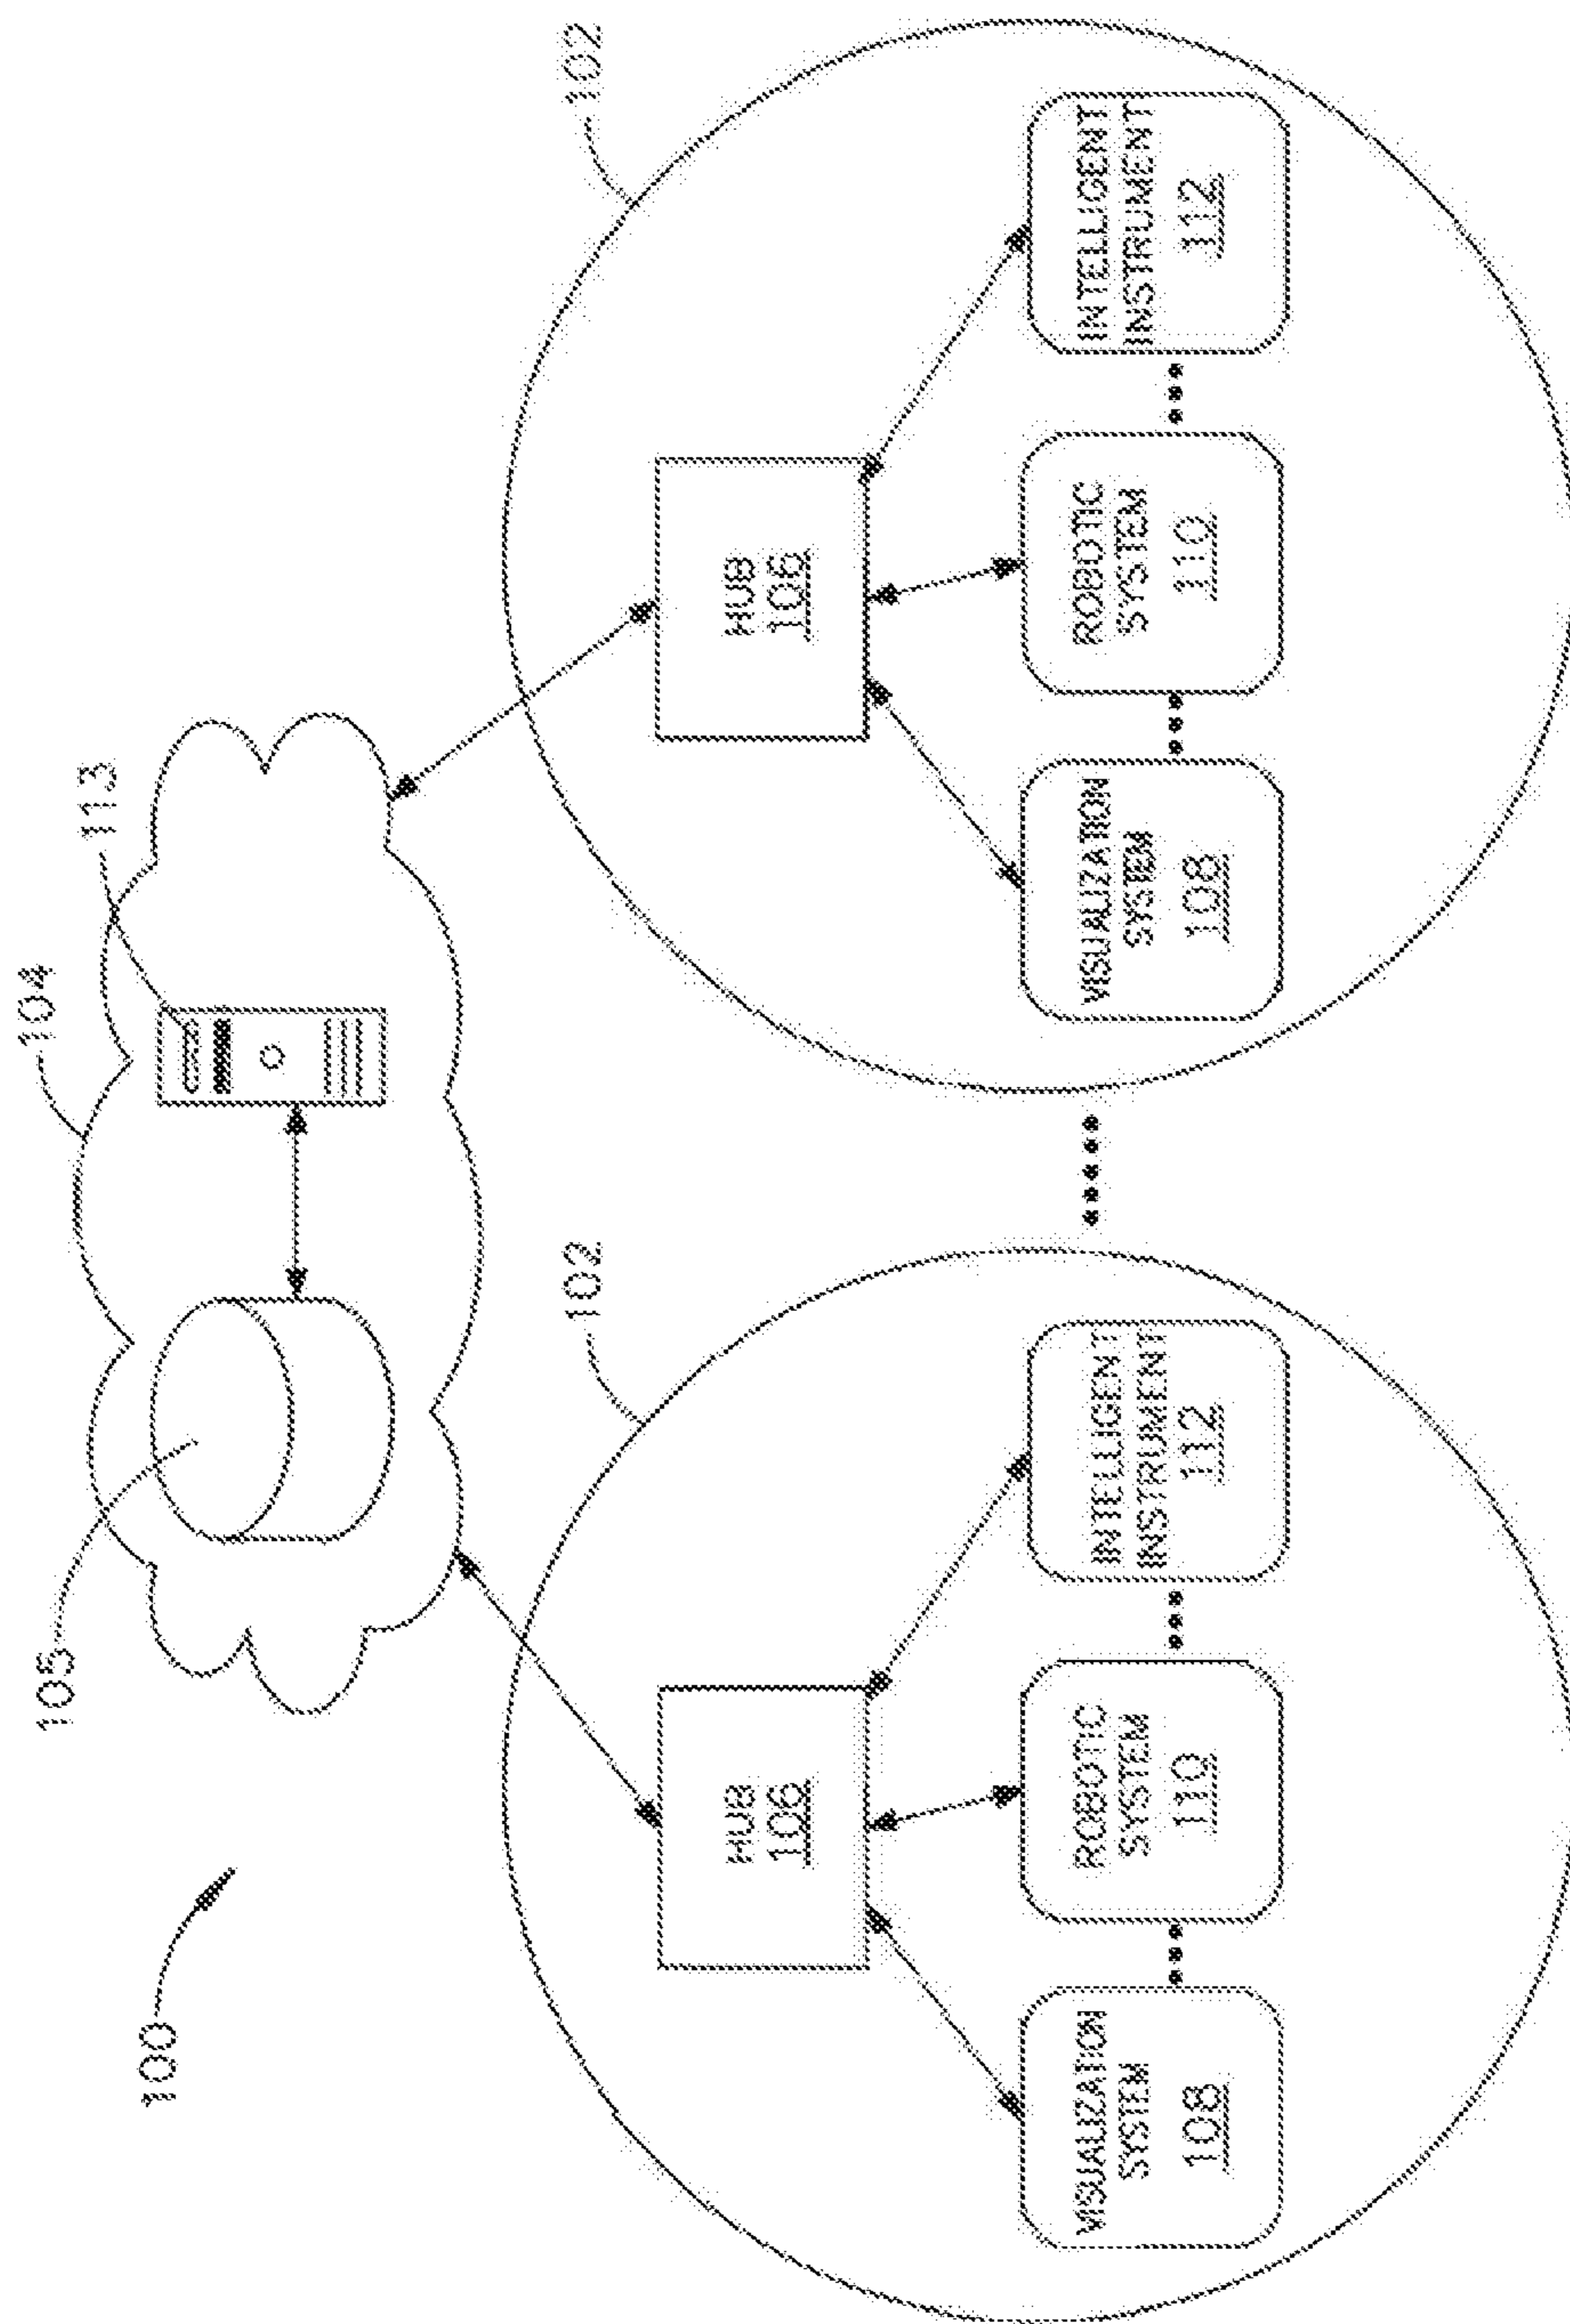 100
105
104
113
102
HUB
106
VISUALIZATION
SYSTEM
108
ROBOTIC
SYSTEM
110
INTELLIGENT
INSTRUMENT
112
102
HUB
106
VISUALIZATION
SYSTEM
108
ROBOTIC
SYSTEM
110
INTELLIGENT
INSTRUMENT
112